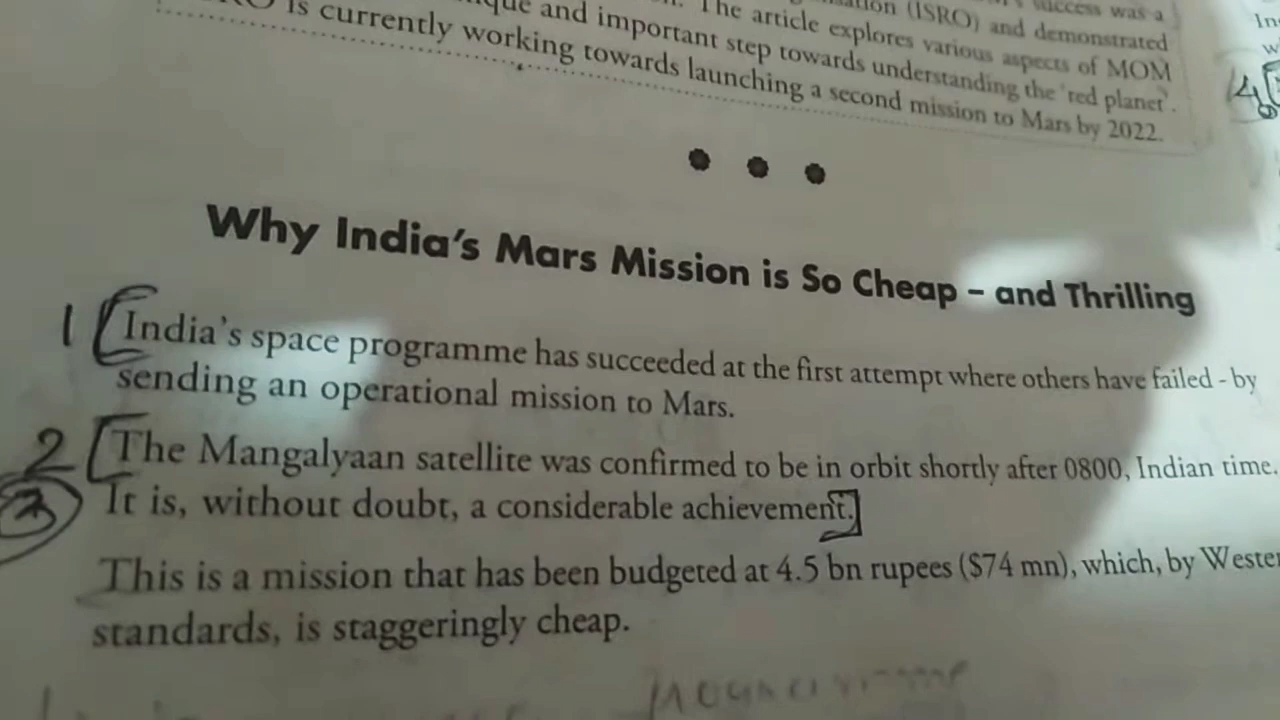 success was a
(ISRO) and demonstrated
The article explores various aspects of MOM
and important step towards understanding the 'red planet'.
is currently working towards launching a second mission to Mars by 2022.
Why India's Mars Mission is So Cheap – and Thrilling
1 India's space programme has succeeded at the first attempt where others have failed - by
sending an operational mission to Mars.
2 The Mangalyaan satellite was confirmed to be in orbit shortly after 0800, Indian time.
It is, without doubt, a considerable achievement.
This is a mission that has been budgeted at 4.5 bn rupees ($74 mn), which, by
standards, is staggeringly cheap.